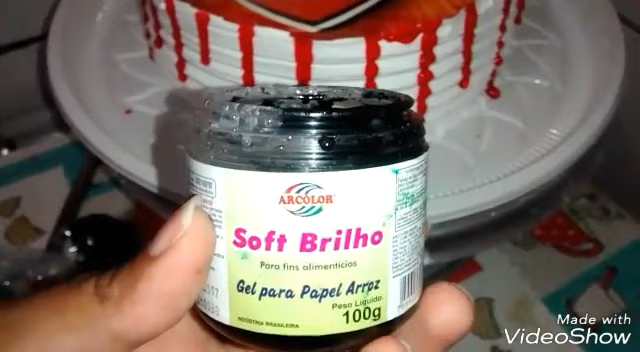 ARCOLOR
Soft Brilho
Para fins alimentícios
Gel para Papel Arroz
Peso Líquido
100g
INDÚSTRIA BRASILEIRA
Made with
VideoShow